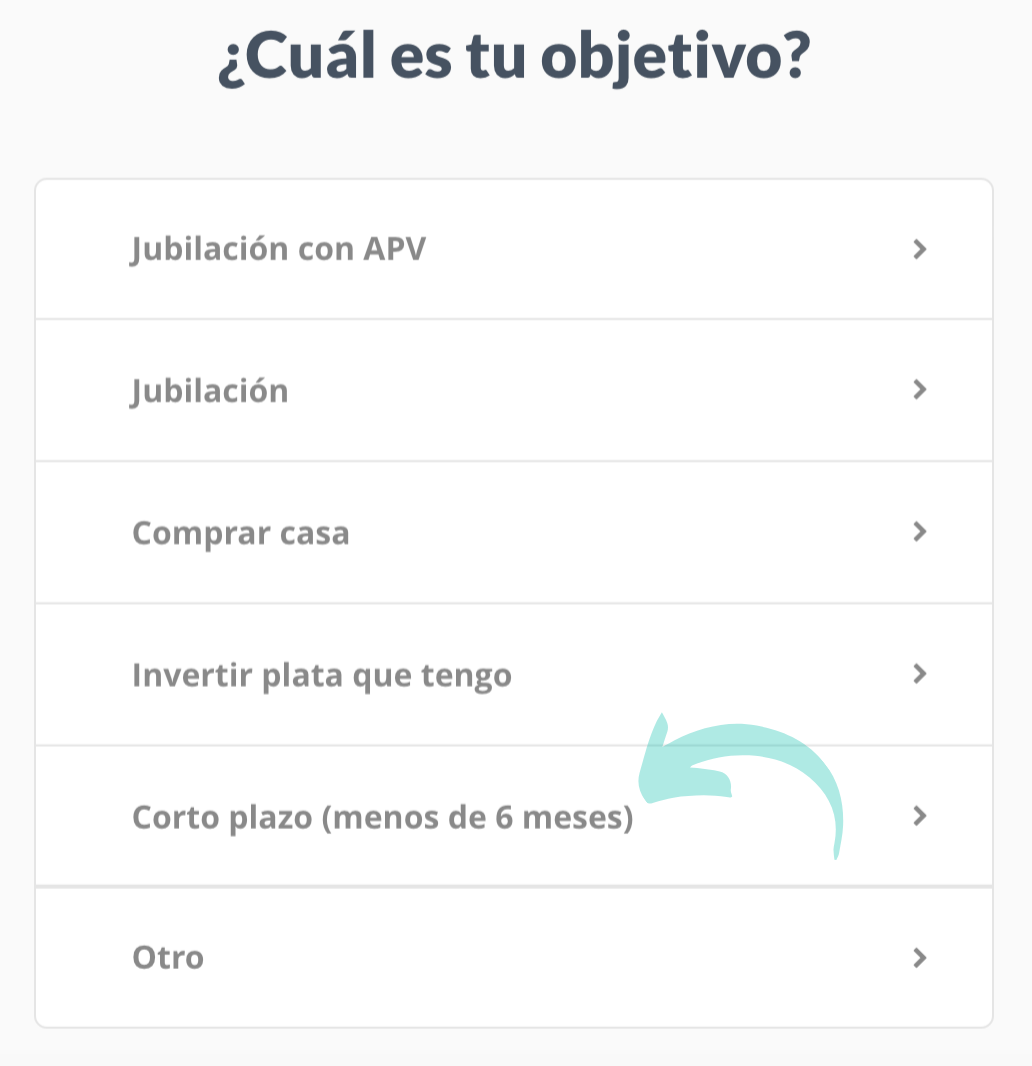 ¿Cuál es tu objetivo?
Jubilación con APV
Jubilación
Comprar casa
Invertir plata que tengo
Corto plazo (menos de 6 meses)
Otro